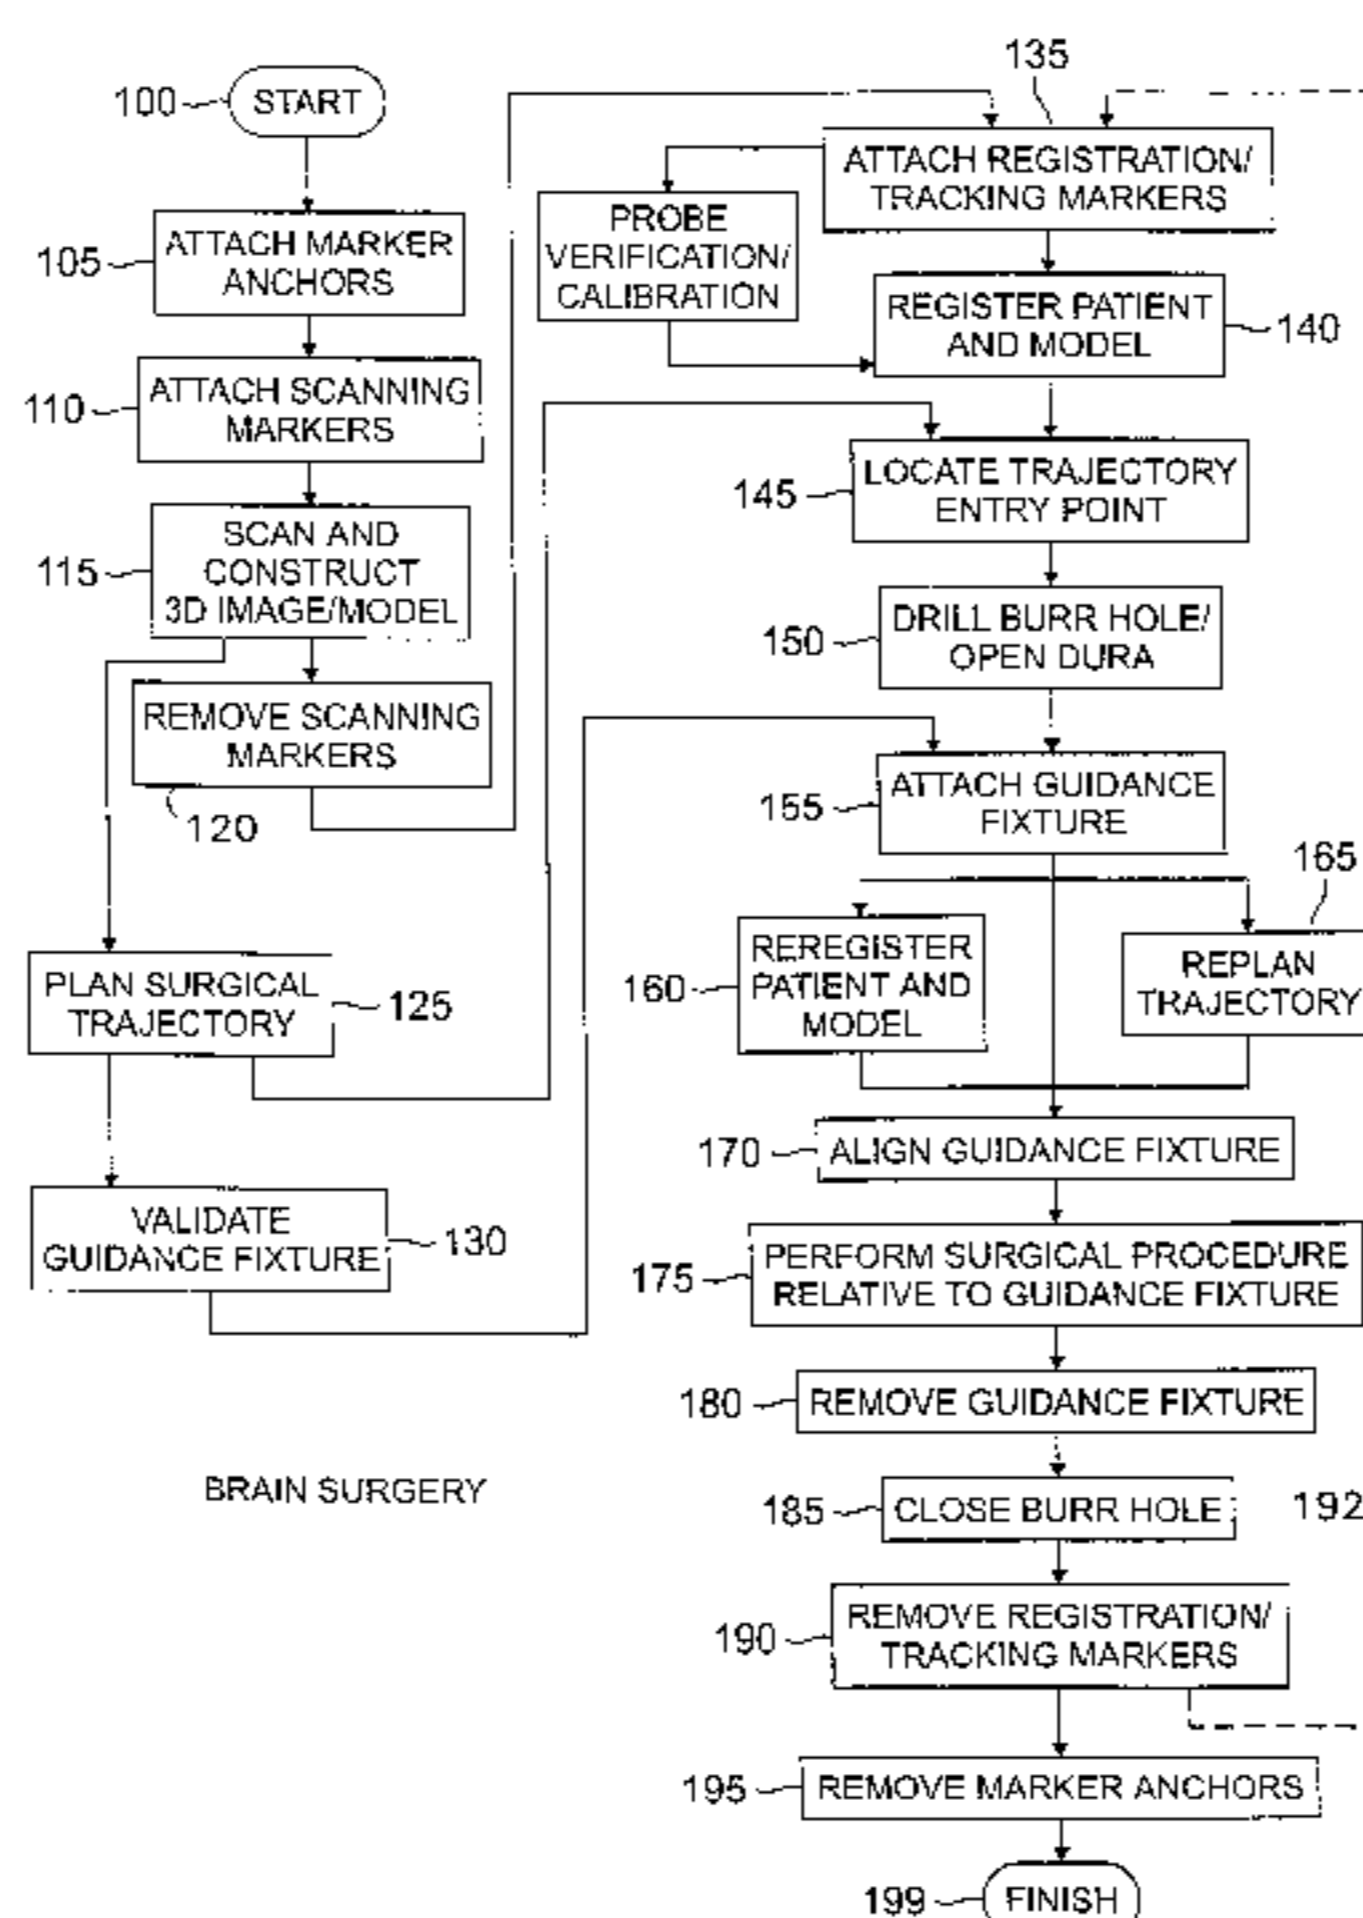 100 START
105 ATTACH MARKER
ANCHORS
110 ATTACH SCANNING
MARKERS
SCAN AND
115 CONSTRUCT
3D IMAGE/MODEL
REMOVE SCANNING
MARKERS
120
PLAN SURGICAL
TRAJECTORY
125
VALIDATE
GUIDANCE FIXTURE
130
BRAIN SURGERY
135
ATTACH REGISTRATION/
TRACKING MARKERS
PROBE
VERIFICATION/
CALIBRATION
REGISTER PATIENT
AND MODEL
140
145
LOCATE TRAJECTORY
ENTRY POINT
150
DRILL BURR HOLE/
OPEN DURA
155
ATTACH GUIDANCE
FIXTURE
160
REREGISTER
PATIENT AND
MODEL
165
REPLAN
TRAJECTORY
170 ALIGN GUIDANCE FIXTURE
175
PERFORM SURGICAL PROCEDURE
RELATIVE TO GUIDANCE FIXTURE
180 REMOVE GUIDANCE FIXTURE
185 CLOSE BURR HOLE
192
190
REMOVE REGISTRATION/
TRACKING MARKERS
195 REMOVE MARKER ANCHORS
199 FINISH